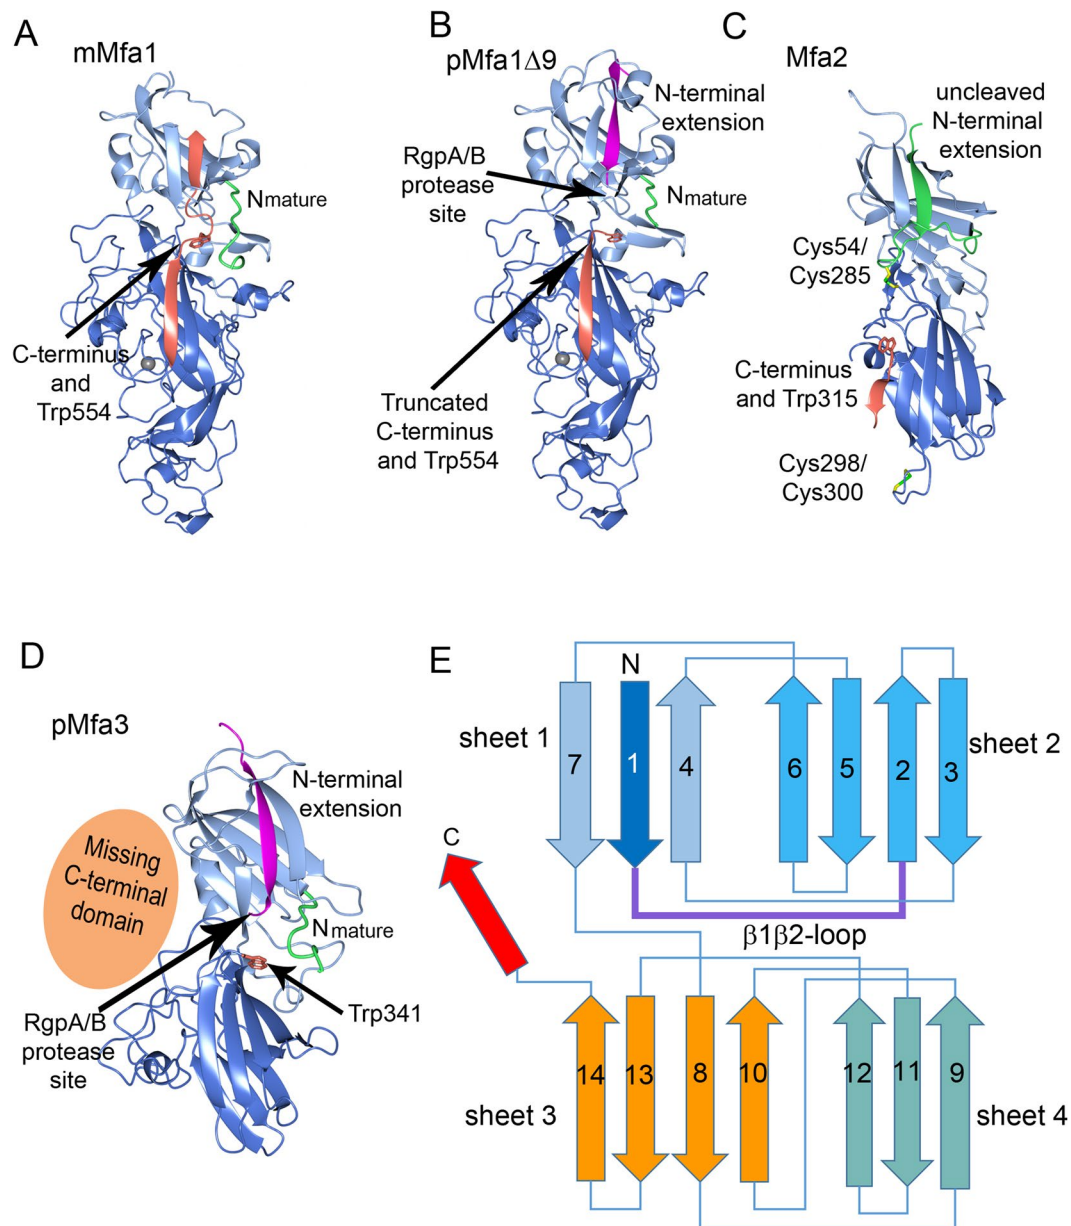 A
mMfa1
Nmature
C-terminus
and
Trp554
B
pMfa1Δ9
N-terminal
extension
RgpA/B
protease
site
Nmature
Truncated
C-terminus
and Trp554
C
Mfa2
uncleaved
N-terminal
extension
Cys54/
Cys285
C-terminus
and Trp315
Cys298/
Cys300
D
pMfa3
N-terminal
extension
Missing
C-terminal
domain
Nmature
RgpA/B
protease
site
Trp341
E
N
sheet 1
7
1
4
6
5
2
3
sheet 2
C
β1β2-loop
14
13
8
10
12
11
9
sheet 3
sheet 4